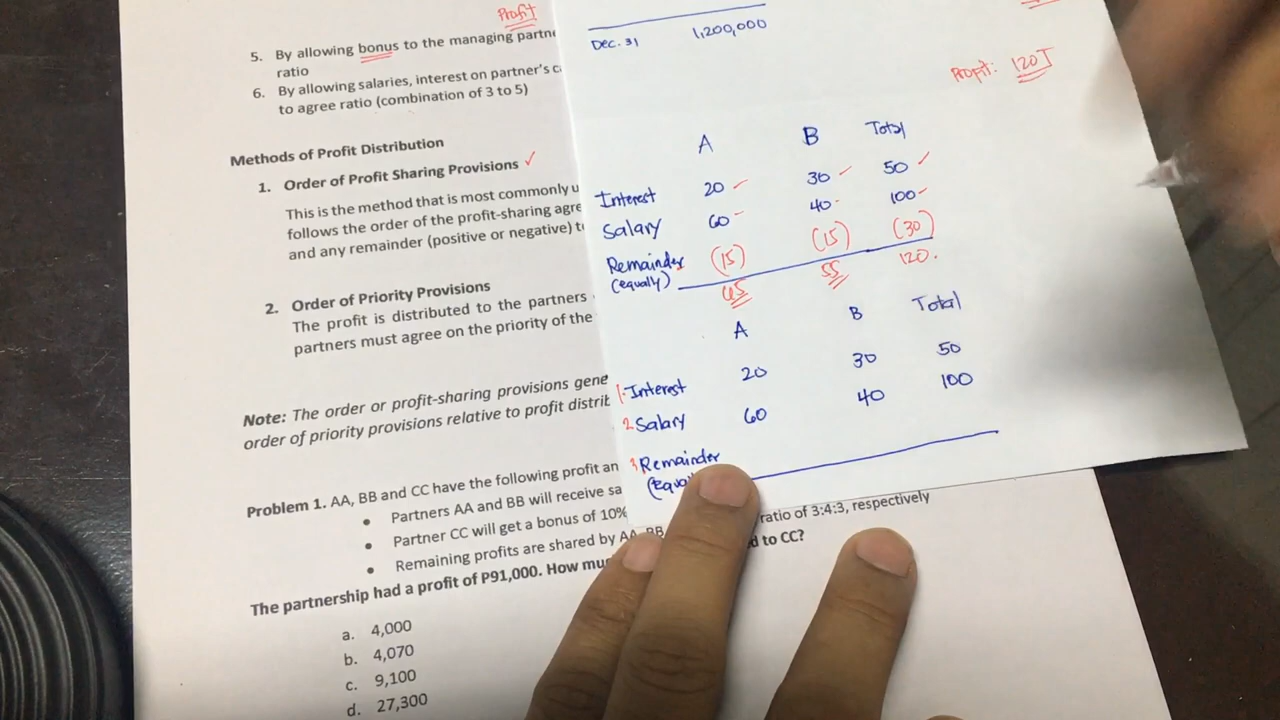 Profit
5. By allowing bonus to the managing
ratio
6. By allowing salaries, interest on partner's
to agree ratio (combination of 3 to 5)
Methods of Profit Distribution
1. Order of Profit Sharing Provisions ✓
This is the method that is most commonly
follows the order of the profit-sharing
and any remainder (positive or negative)
2. Order of Priority Provisions
The profit is distributed to the partners
partners must agree on the priority of the
Note: The order or profit-sharing provisions
order of priority provisions relative to profit
Problem 1. AA, BB and CC have the following profit
• Partners AA and BB will receive
• Partner CC will get a bonus of 10%
• Remaining profits are shared by AA, BB ratio of 3:4:3, respectively
The partnership had a profit of P91,000. How to CC?
a. 4,000
b. 4,070
c. 9,100
d. 27,300
Dec. 31 1,200,000
Profit: 120T
A B Total
Interest 20 ✓ 30 ✓ 50 ✓
Salary 60 40 100
Remainder (15) (15) (30)
(equally)
65 55 120.
A B Total
1. Interest 20 30 50
2. Salary 60 40 100
3 Remainder